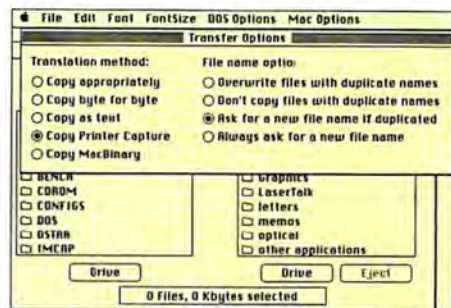 File Edit Font FontSize DOS Options Mac Options
Transfer Options
Translation method:
Copy appropriately
Copy byte for byte
Copy as text
Copy Printer Capture
Copy MacBinary
File name optio:
Overwrite files with duplicate names
Don't copy files with duplicate names
Ask for a new file name if duplicated
Always ask for a new file name
CDROM
CONFIGS
DOS
Graphics
LaserTalk
letters
memos
optical
other applications
Drive
Drive Eject
0 Files, 0 Kbytes selected